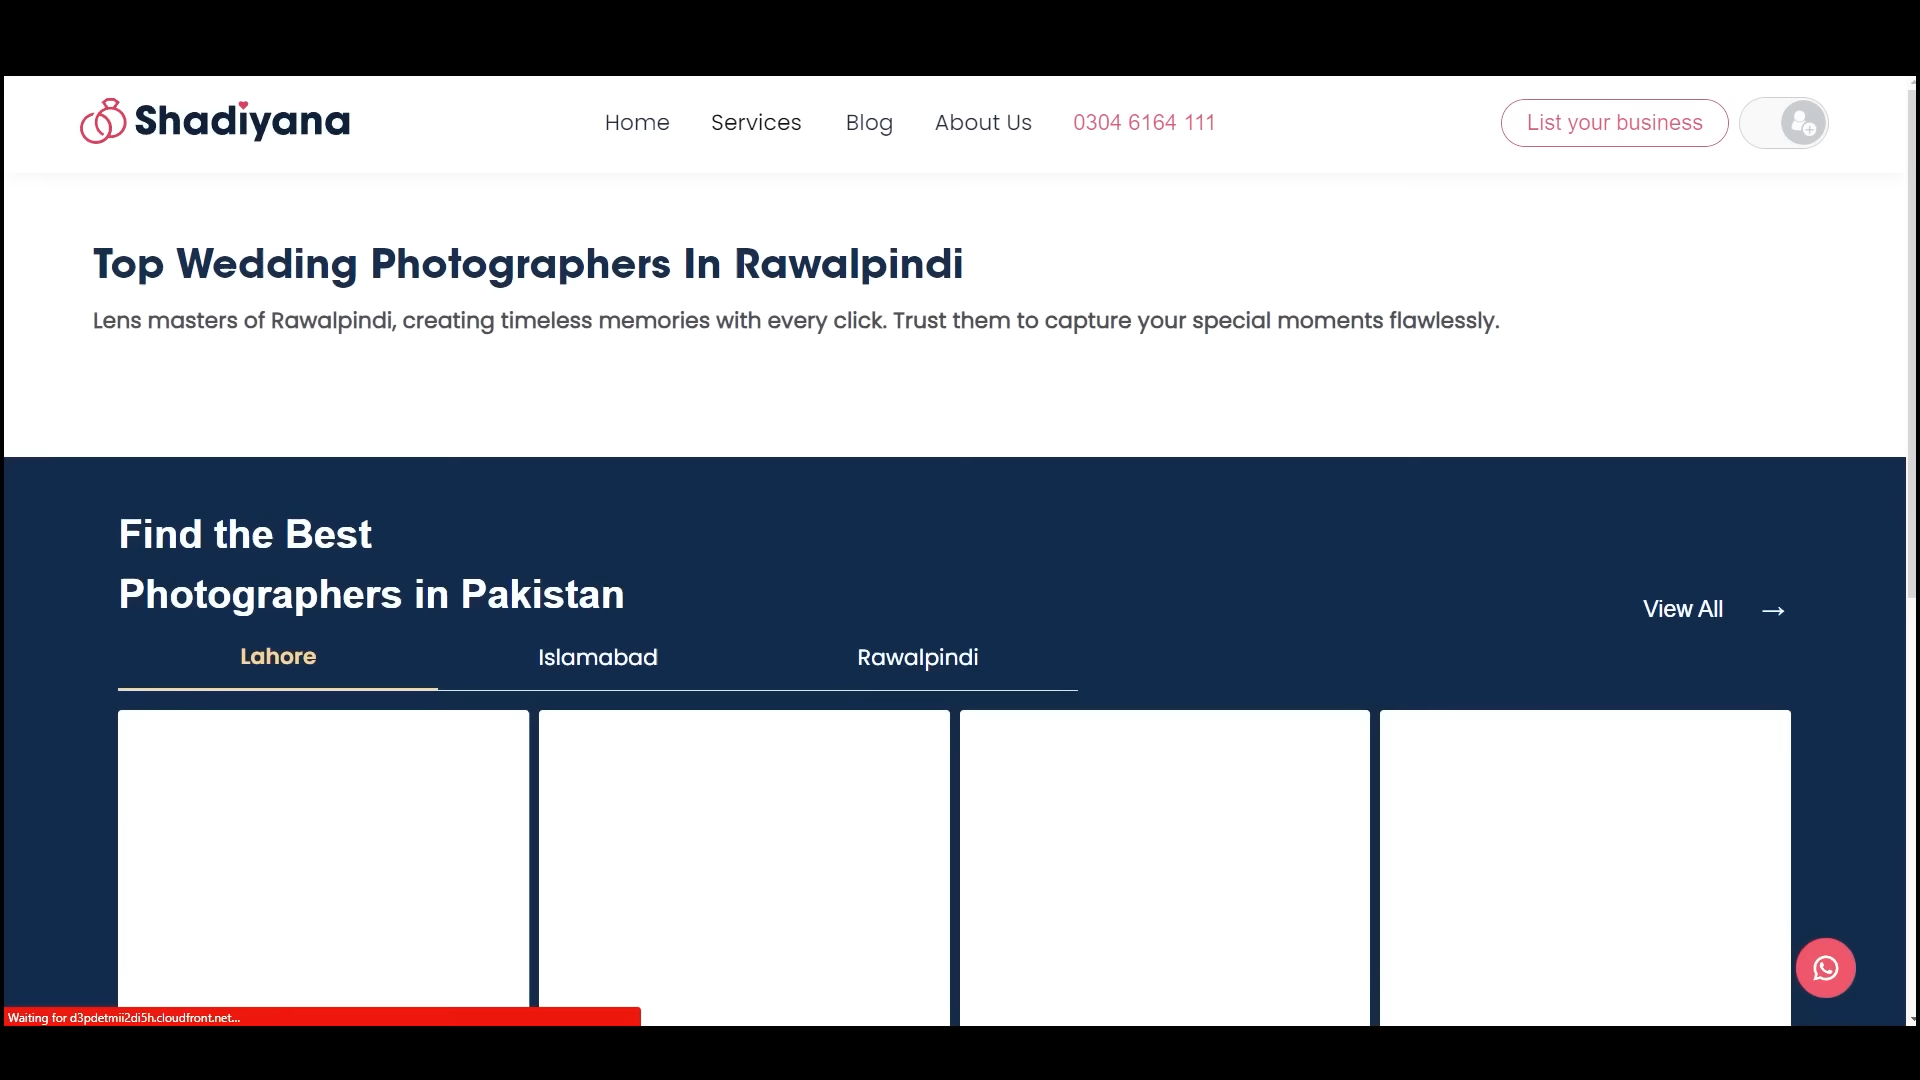 Shadiyana
Home Services Blog About Us 0304 6164 111
List your business
Top Wedding Photographers In Rawalpindi
Lens masters of Rawalpindi, creating timeless memories with every click. Trust them to capture your special moments flawlessly.
Find the Best
Photographers in Pakistan
View All →
Lahore Islamabad Rawalpindi
Waiting for d3pdetmii2di5h.cloudfront.net...